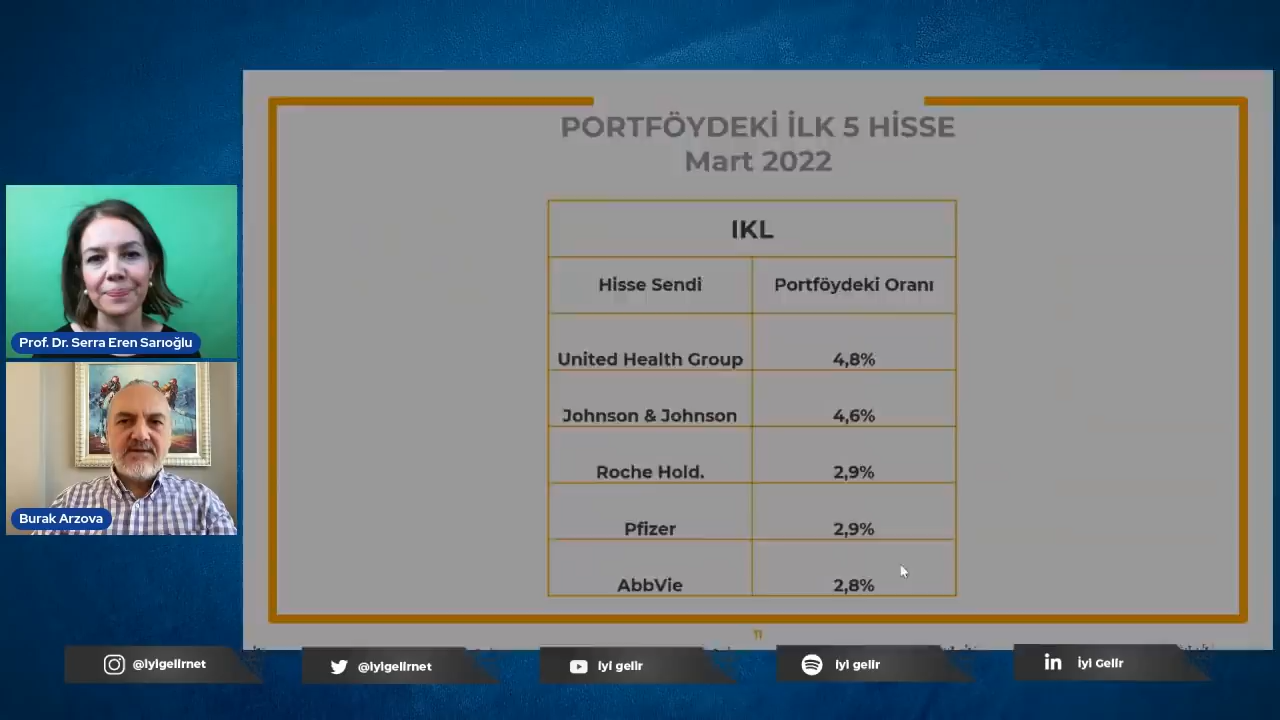 PORTFÖYDEKİ İLK 5 HİSSE
Mart 2022
IKL
Hisse Sendi Portföydeki Oranı
United Health Group 4,8%
Johnson & Johnson 4,6%
Roche Hold. 2,9%
Pfizer 2,9%
AbbVie 2,8%
11
Prof. Dr. Serra Eren Sarıoğlu
Burak Arzova
@iyigelirnet
@iyigelirnet
iyi gelir
iyi gelir
İyi Gelir